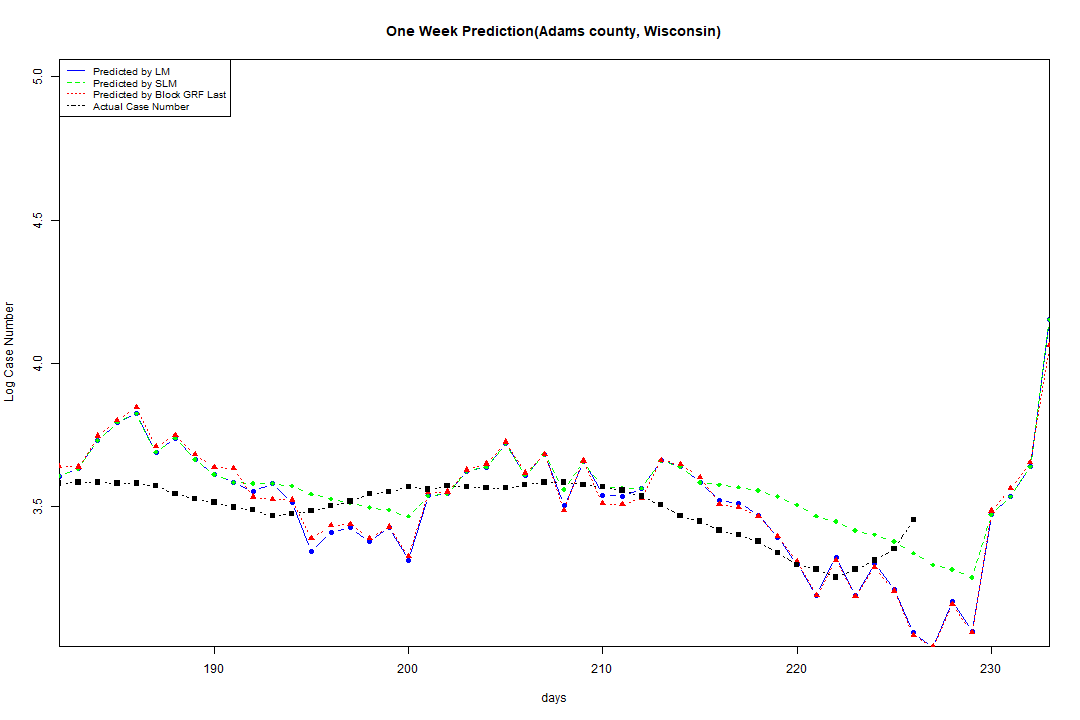 One Week Prediction(Adams county, Wisconsin)
Predicted by LM
Predicted by SLM
Predicted by Block GRF Last
Actual Case Number
5.0
4.5
4.0
3.5
Log Case Number
190 200 210 220 230
days